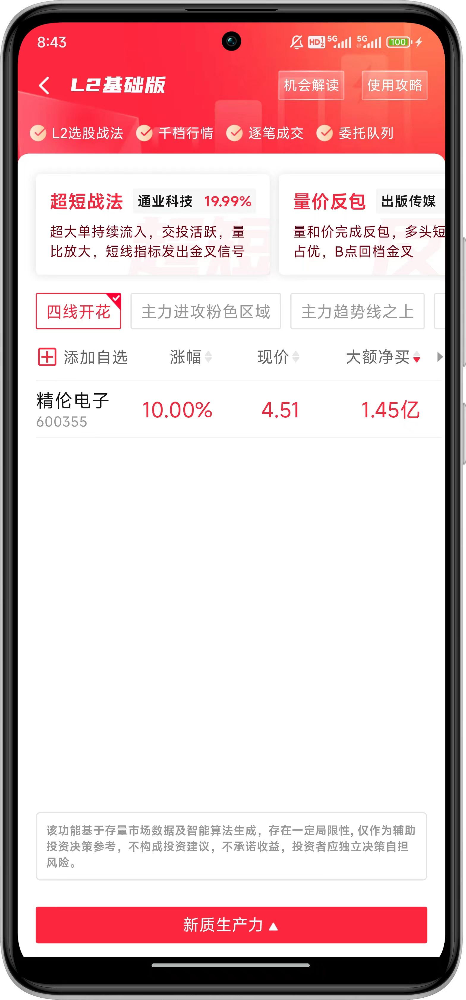 8:43
HD 1 2 5G 5G 100
L2基础版
机会解读
使用攻略
L2选股战法
千档行情
逐笔成交
委托队列
超短战法 通业科技 19.99%
超大单持续流入，交投活跃，量
比放大，短线指标发出金叉信号
超短
量价反包 出版传媒
量和价完成反包，多头短
占优，B点回档金叉
反
四线开花
主力进攻粉色区域
主力趋势线之上
添加自选 涨幅 现价 大额净买
精伦电子 10.00% 4.51 1.45亿
600355
该功能基于存量市场数据及智能算法生成，存在一定局限性, 仅作为辅助
投资决策参考，不构成投资建议，不承诺收益，投资者应独立决策自担
风险。
新质生产力